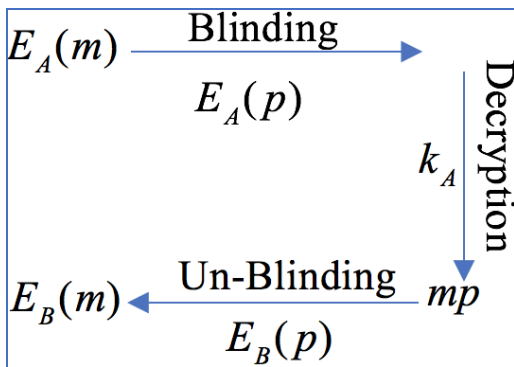 E_A(m)
Blinding
E_A(p)
Decryption
k_A
mp
Un-Blinding
E_B(p)
E_B(m)